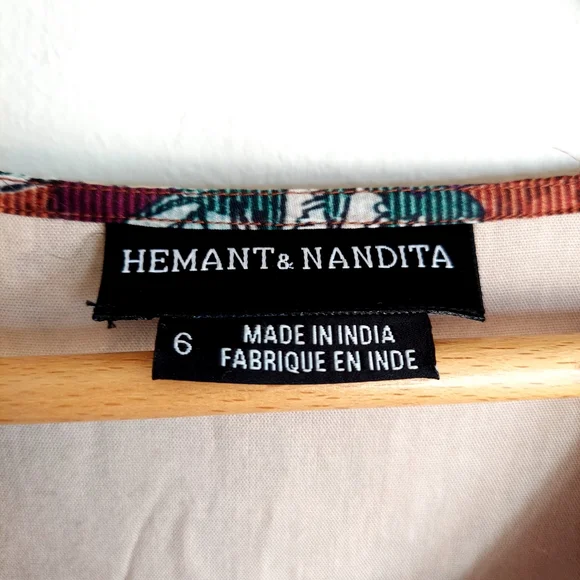 HEMANT & NANDITA
6
MADE IN INDIA
FABRIQUE EN INDE